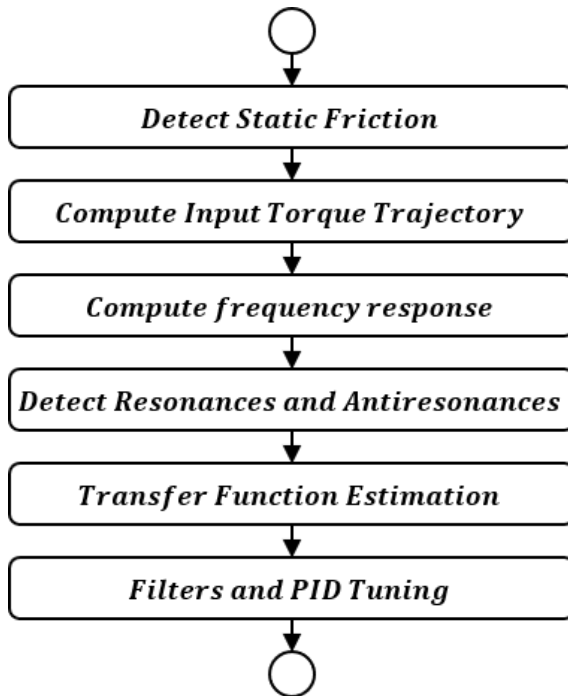 Detect Static Friction
Compute Input Torque Trajectory
Compute frequency response
Detect Resonances and Antiresonances
Transfer Function Estimation
Filters and PID Tuning